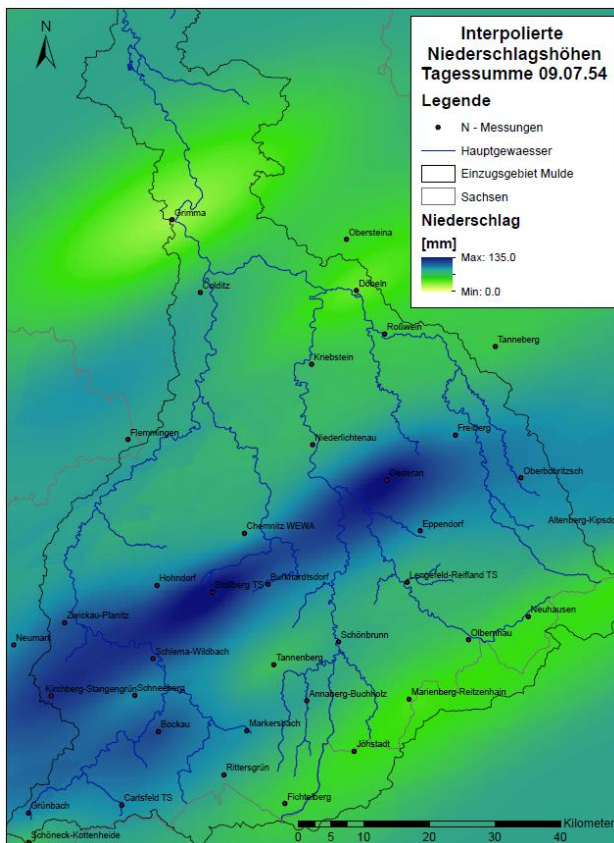 N
Interpolierte
Niederschlagshöhen
Tagessumme 09.07.54
Legende
N - Messungen
Hauptgewaesser
Einzugsgebiet Mulde
Sachsen
Niederschlag
[mm]
Max: 135.0
Min: 0.0
Grimma
Obersteina
Colditz
Döbeln
Roßwein
Tanneberg
Kriebstein
Flemmingen
Niederlichtenau
Freiberg
Oederan
Oberbobritzsch
Chemnitz WEWA
Eppendorf
Altenberg-Kipsdo
Hohndorf
Stollberg TS
Burkhardtsdorf
Lengefeld-Reifland TS
Zwickau-Planitz
Neuhausen
Neumark
Schönbrunn
Olbernhau
Schlema-Wildbach
Tannenberg
Kirchberg-Stangengrün
Schneeberg
Annaberg-Buchholz
Marienberg-Reitzenhain
Bockau
Markersbach
Jöhstadt
Rittersgrün
Carlsfeld TS
Fichtelberg
Grünbach
Kilometer
Schöneck-Kottenheide
0 5 10 20 30 40